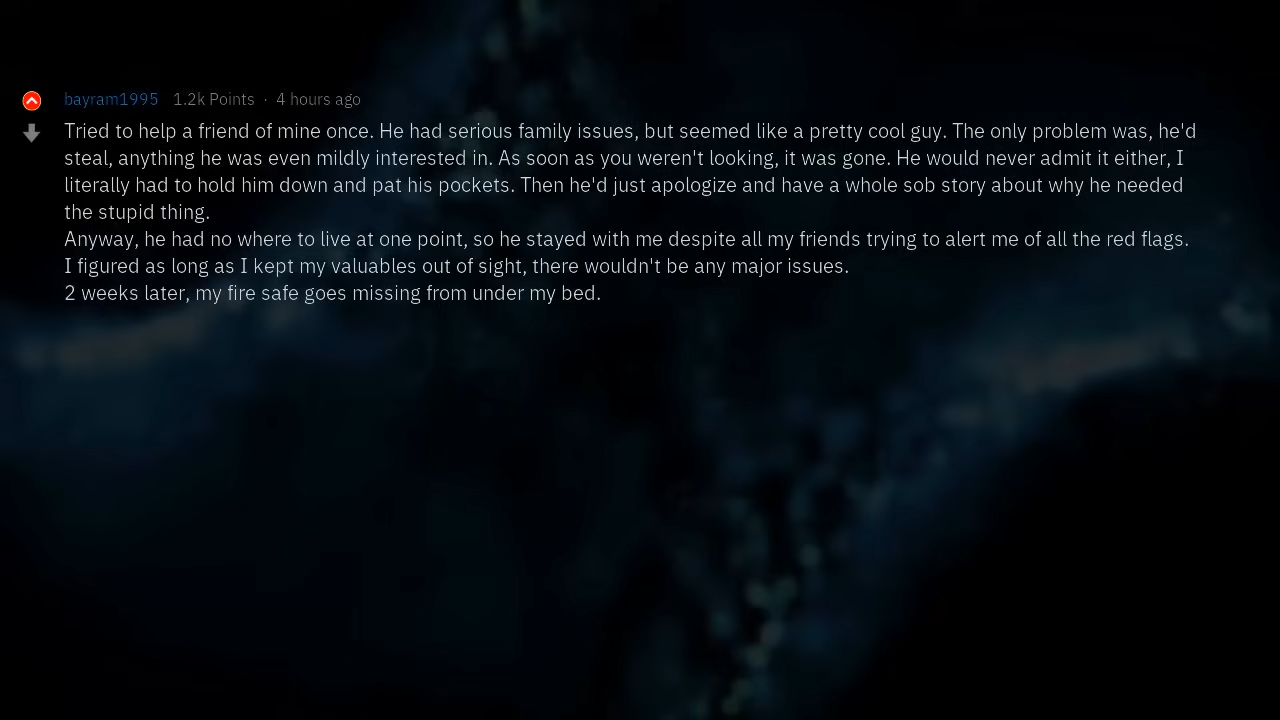 bayram1995 1.2k Points · 4 hours ago
Tried to help a friend of mine once. He had serious family issues, but seemed like a pretty cool guy. The only problem was, he'd
steal, anything he was even mildly interested in. As soon as you weren't looking, it was gone. He would never admit it either, I
literally had to hold him down and pat his pockets. Then he'd just apologize and have a whole sob story about why he needed
the stupid thing.
Anyway, he had no where to live at one point, so he stayed with me despite all my friends trying to alert me of all the red flags.
I figured as long as I kept my valuables out of sight, there wouldn't be any major issues.
2 weeks later, my fire safe goes missing from under my bed.